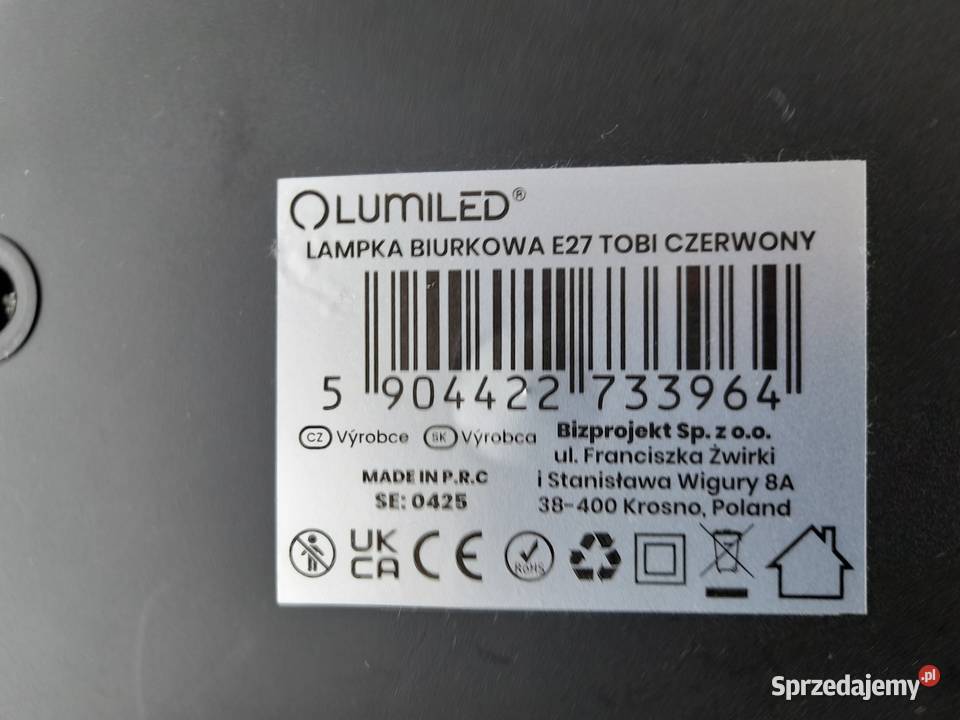 LUMILED®
LAMPKA BIURKOWA E27 TOBI CZERWONY
5 904422 733964
CZ Výrobce SK Výrobca
Bizprojekt Sp. z o.o.
ul. Franciszka Żwirki
i Stanisława Wigury 8A
38-400 Krosno, Poland
MADE IN P.R.C
SE: 0425
UK
CA CE RoHS
Sprzedajemy.pl